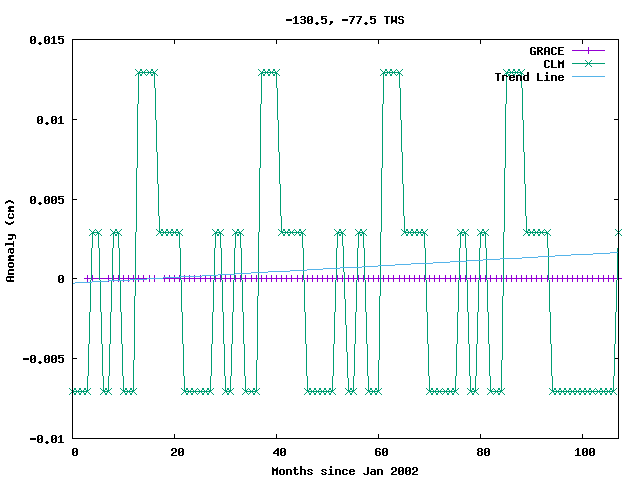 -130.5, -77.5 TWS
0.015
0.01
0.005
0
-0.005
-0.01
Anomaly (cm)
GRACE
CLM
Trend Line
0 20 40 60 80 100
Months since Jan 2002